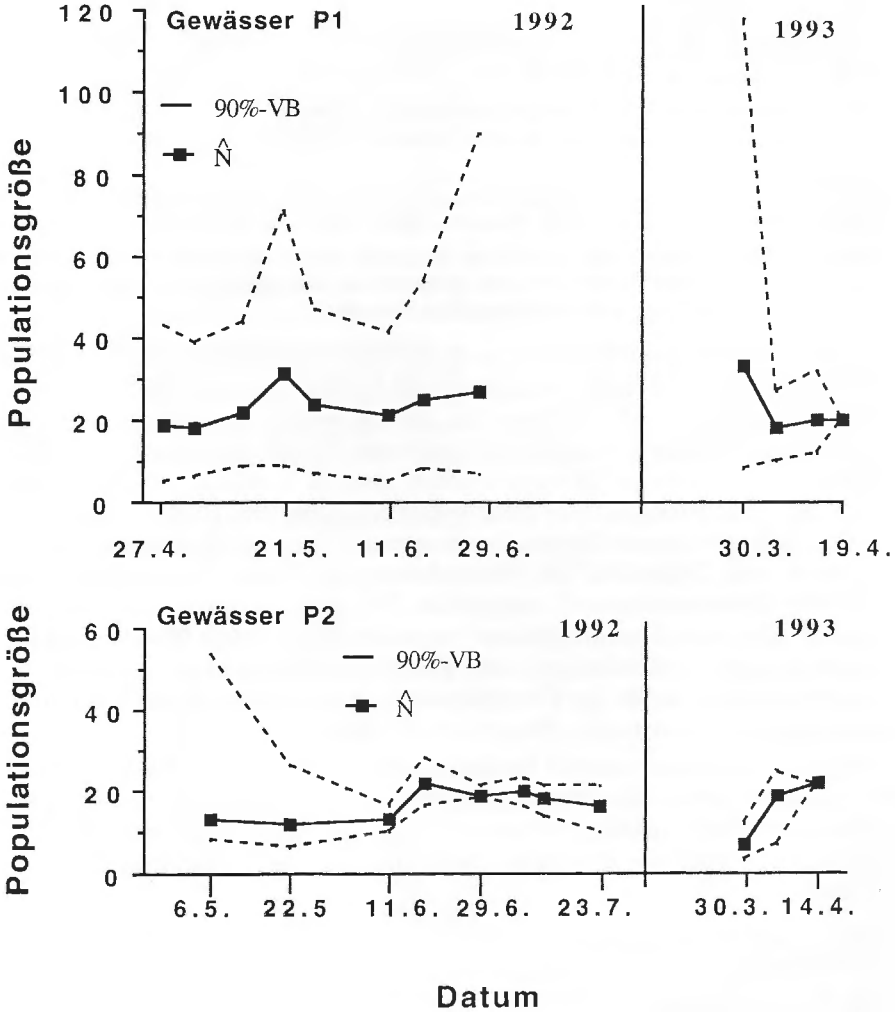 Gewässer P1 1992 1993
90%-VB
N̂
Populationsgröße
120
100
80
60
40
20
0
27.4. 21.5. 11.6. 29.6. 30.3. 19.4.
Gewässer P2 1992 1993
90%-VB
N̂
Populationsgröße
60
40
20
0
6.5. 22.5 11.6. 29.6. 23.7. 30.3. 14.4.
Datum